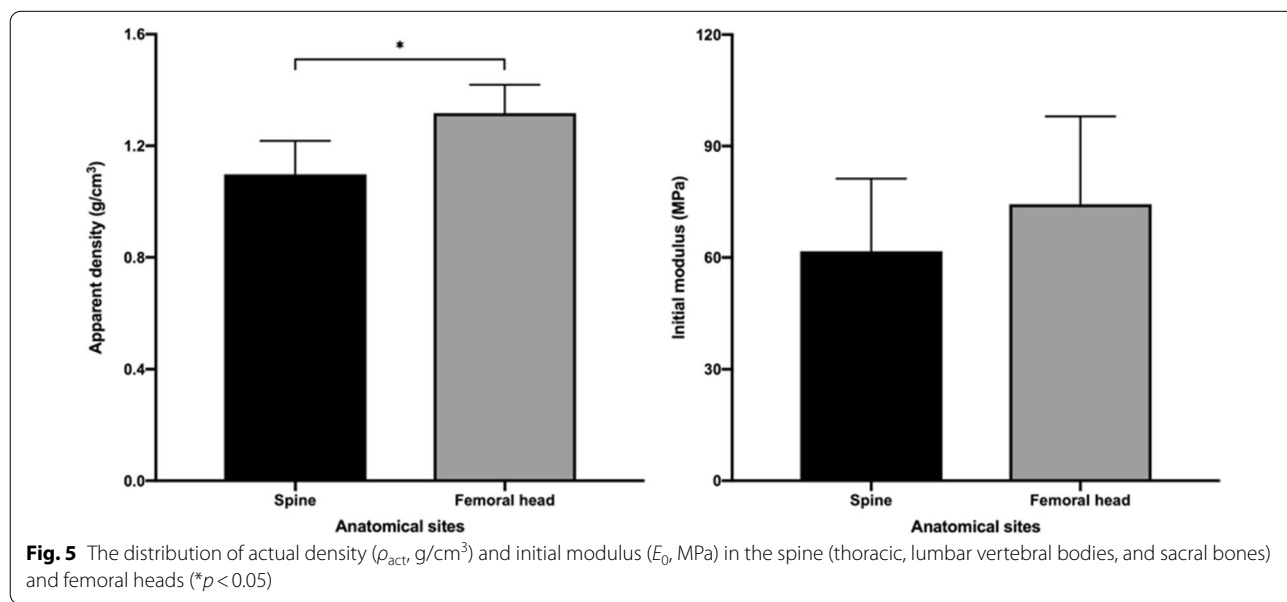 1.6
1.2
0.8
0.4
0.0
Apparent density (g/cm³)
*
Spine
Femoral head
Anatomical sites
120
90
60
30
0
Initial modulus (MPa)
Spine
Femoral head
Anatomical sites
Fig. 5 The distribution of actual density (ρact, g/cm³) and initial modulus (E0, MPa) in the spine (thoracic, lumbar vertebral bodies, and sacral bones)
and femoral heads (*p < 0.05)